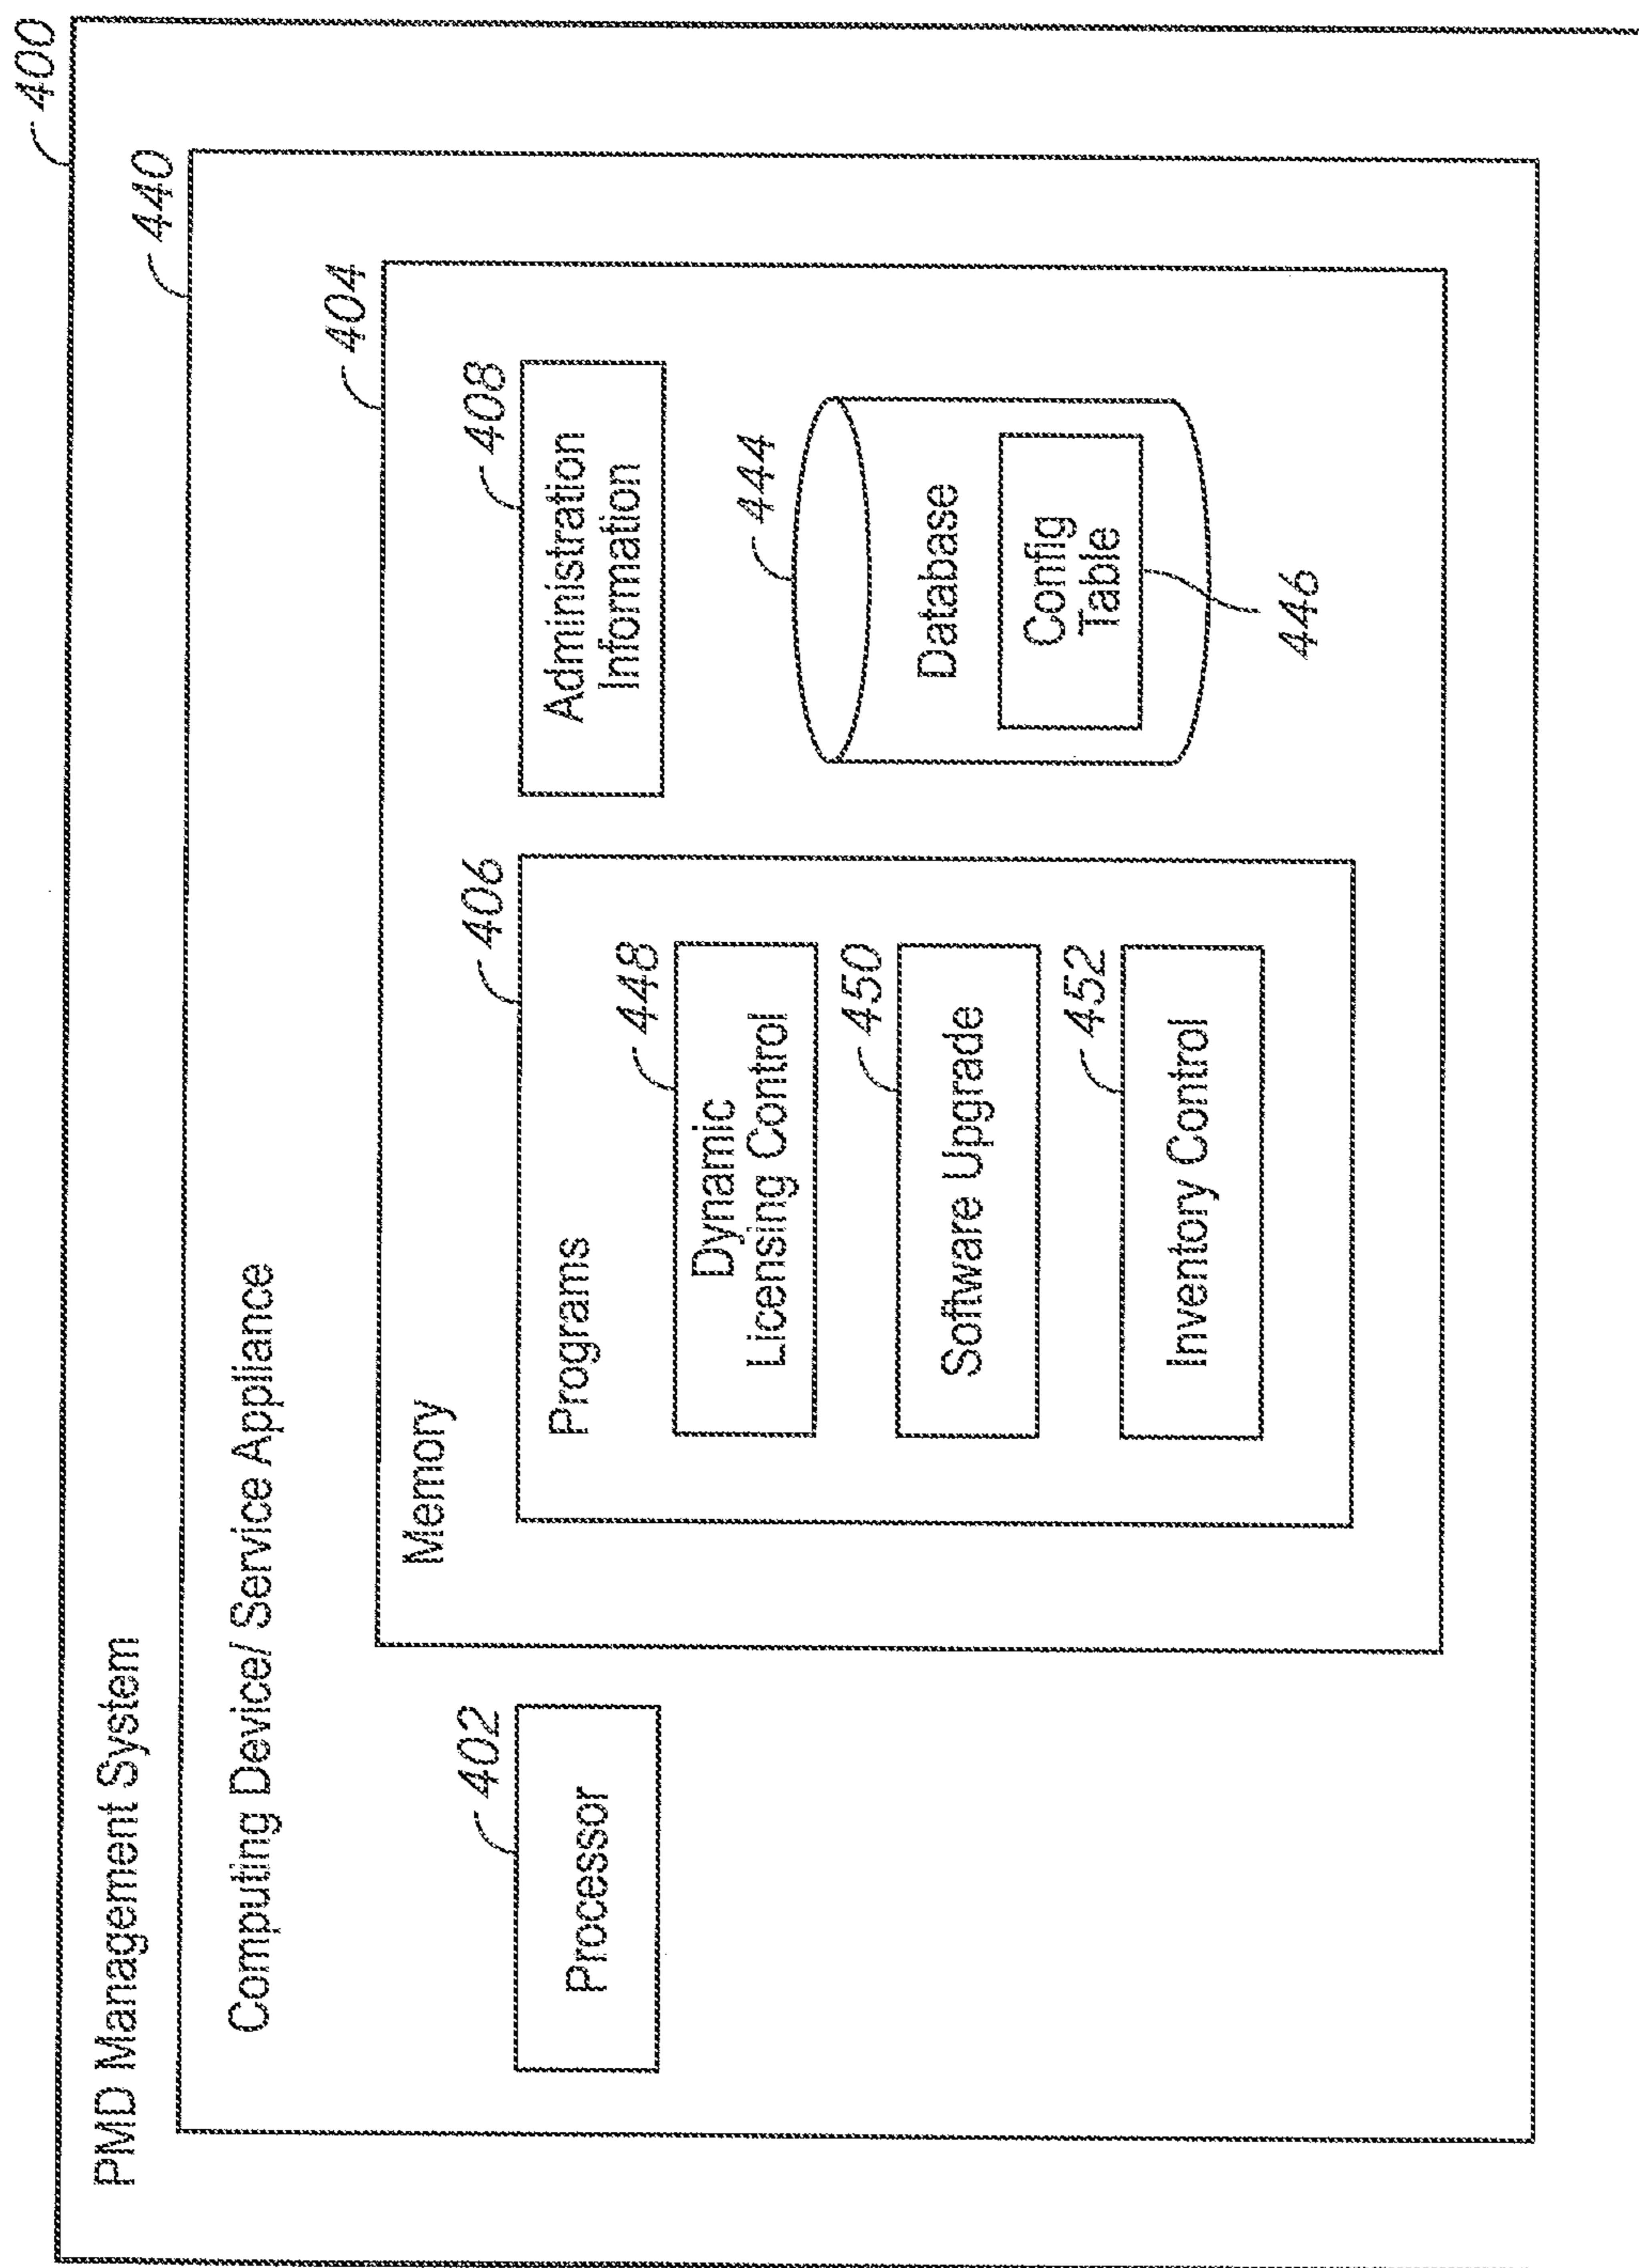 400
PMD Management System
440
Computing Device/ Service Appliance
404
Memory
402
Processor
406
Programs
448
Dynamic
Licensing Control
450
Software Upgrade
452
Inventory Control
408
Administration
Information
444
Database
Config
Table
446